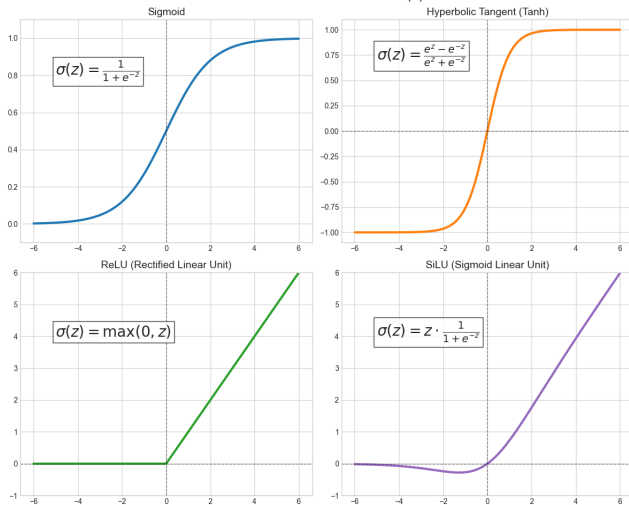 Sigmoid
σ(z) = 1 / (1 + e^{-z})
1.0
0.8
0.6
0.4
0.2
0.0
−6 −4 −2 0 2 4 6
Hyperbolic Tangent (Tanh)
σ(z) = (e^z − e^{-z}) / (e^z + e^{-z})
1.00
0.75
0.50
0.25
0.00
−0.25
−0.50
−0.75
−1.00
−6 −4 −2 0 2 4 6
ReLU (Rectified Linear Unit)
σ(z) = max(0, z)
6
5
4
3
2
1
0
−1
−6 −4 −2 0 2 4 6
SiLU (Sigmoid Linear Unit)
σ(z) = z · 1 / (1 + e^{-z})
6
5
4
3
2
1
0
−1
−6 −4 −2 0 2 4 6